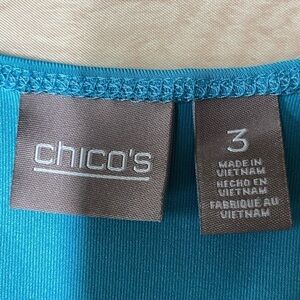 chico's
3
MADE IN
VIETNAM
HECHO EN
VIETNAM
FABRIQUÉ AU
VIETNAM